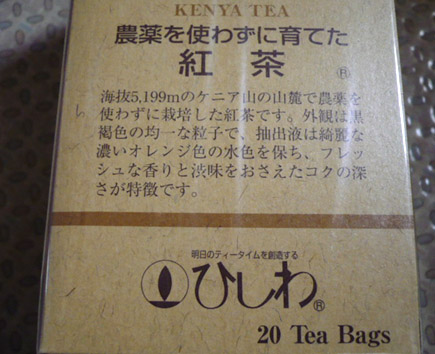 KENYA TEA
農薬を使わずに育てた
紅茶®
海抜5,199mのケニア山の山麓で農薬を
使わずに栽培した紅茶です。外観は黒
褐色の均一な粒子で、抽出液は綺麗な
濃いオレンジ色の水色を保ち、フレッ
シュな香りと渋味をおさえたコクの深
さが特徴です。
明日のティータイムを創造する
ひしわ®
20 Tea Bags